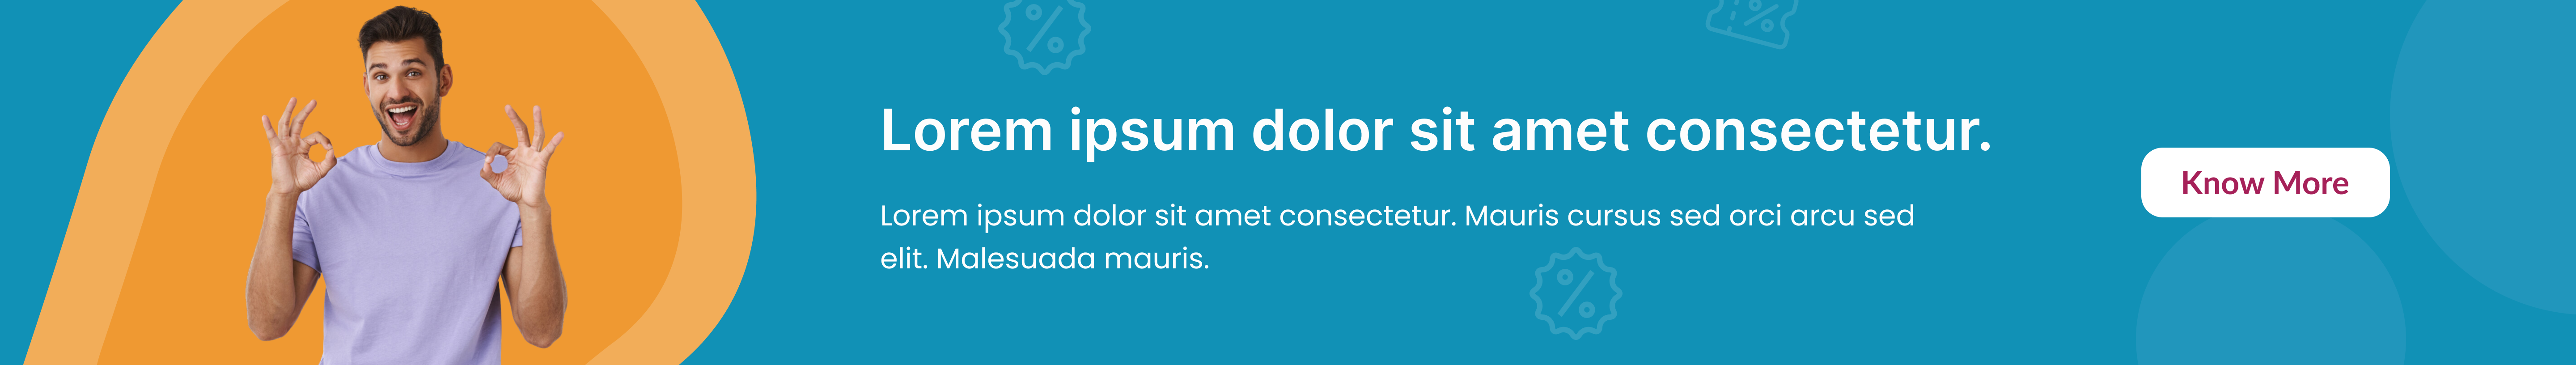 Lorem ipsum dolor sit amet consectetur.
Lorem ipsum dolor sit amet consectetur. Mauris cursus sed orci arcu sed
elit. Malesuada mauris.
Know More